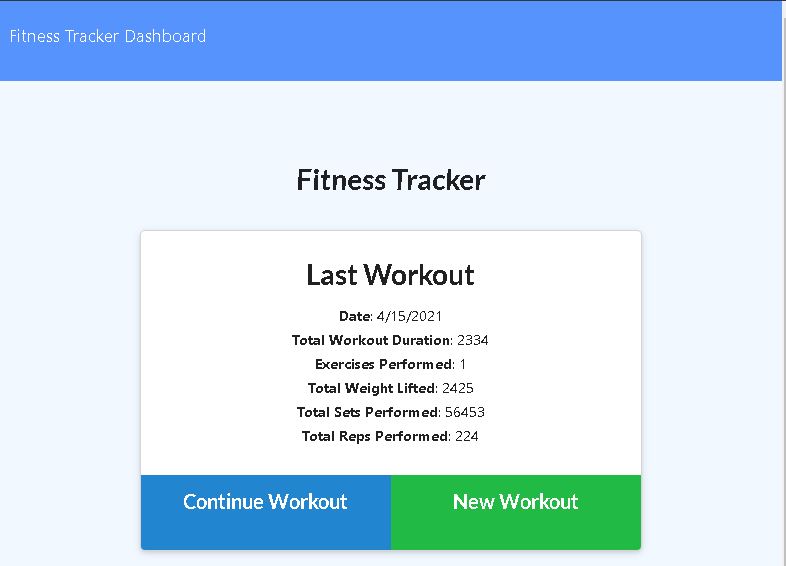 Fitness Tracker Dashboard
Fitness Tracker
Last Workout
Date: 4/15/2021
Total Workout Duration: 2334
Exercises Performed: 1
Total Weight Lifted: 2425
Total Sets Performed: 56453
Total Reps Performed: 224
Continue Workout
New Workout